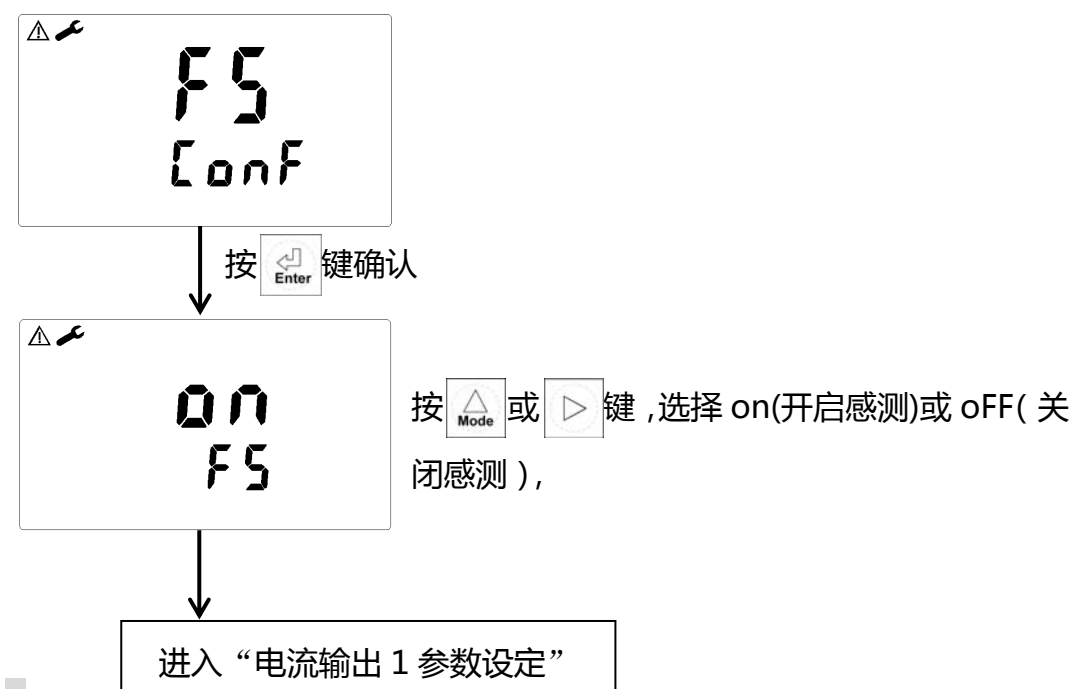 FS
ConF
按 Enter 键确认
on
FS
按 Mode 或 键 ,选择 on(开启感测)或 oFF( 关
闭感测 ) ,
进入“电流输出 1 参数设定”